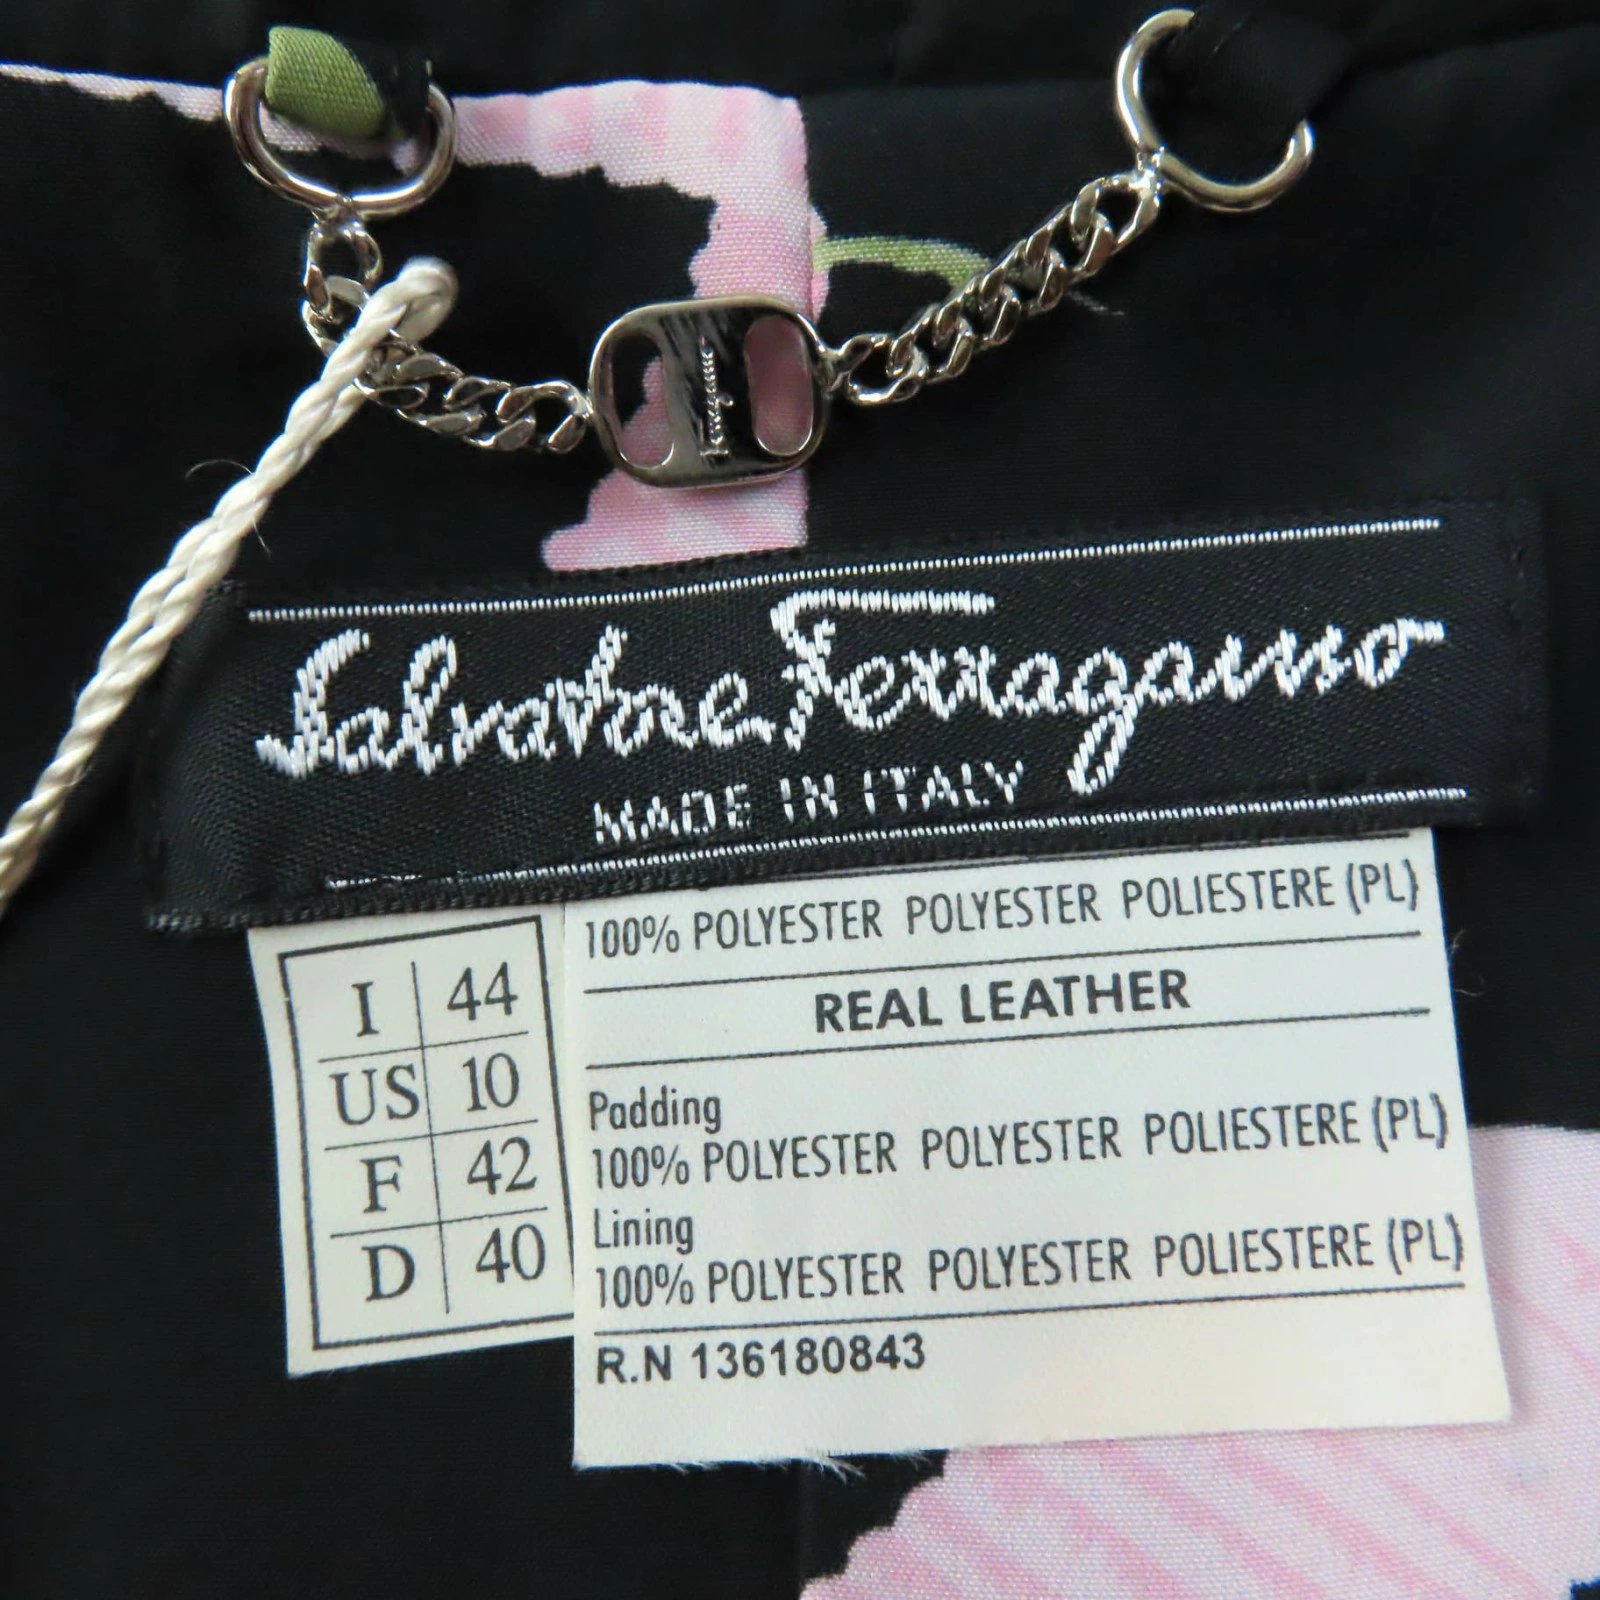 Ferragamo
Salvatore Ferragamo
MADE IN ITALY
I 44
US 10
F 42
D 40
100% POLYESTER POLYESTER POLIESTERE (PL)
REAL LEATHER
Padding
100% POLYESTER POLYESTER POLIESTERE (PL)
Lining
100% POLYESTER POLYESTER POLIESTERE (PL)
R.N 136180843